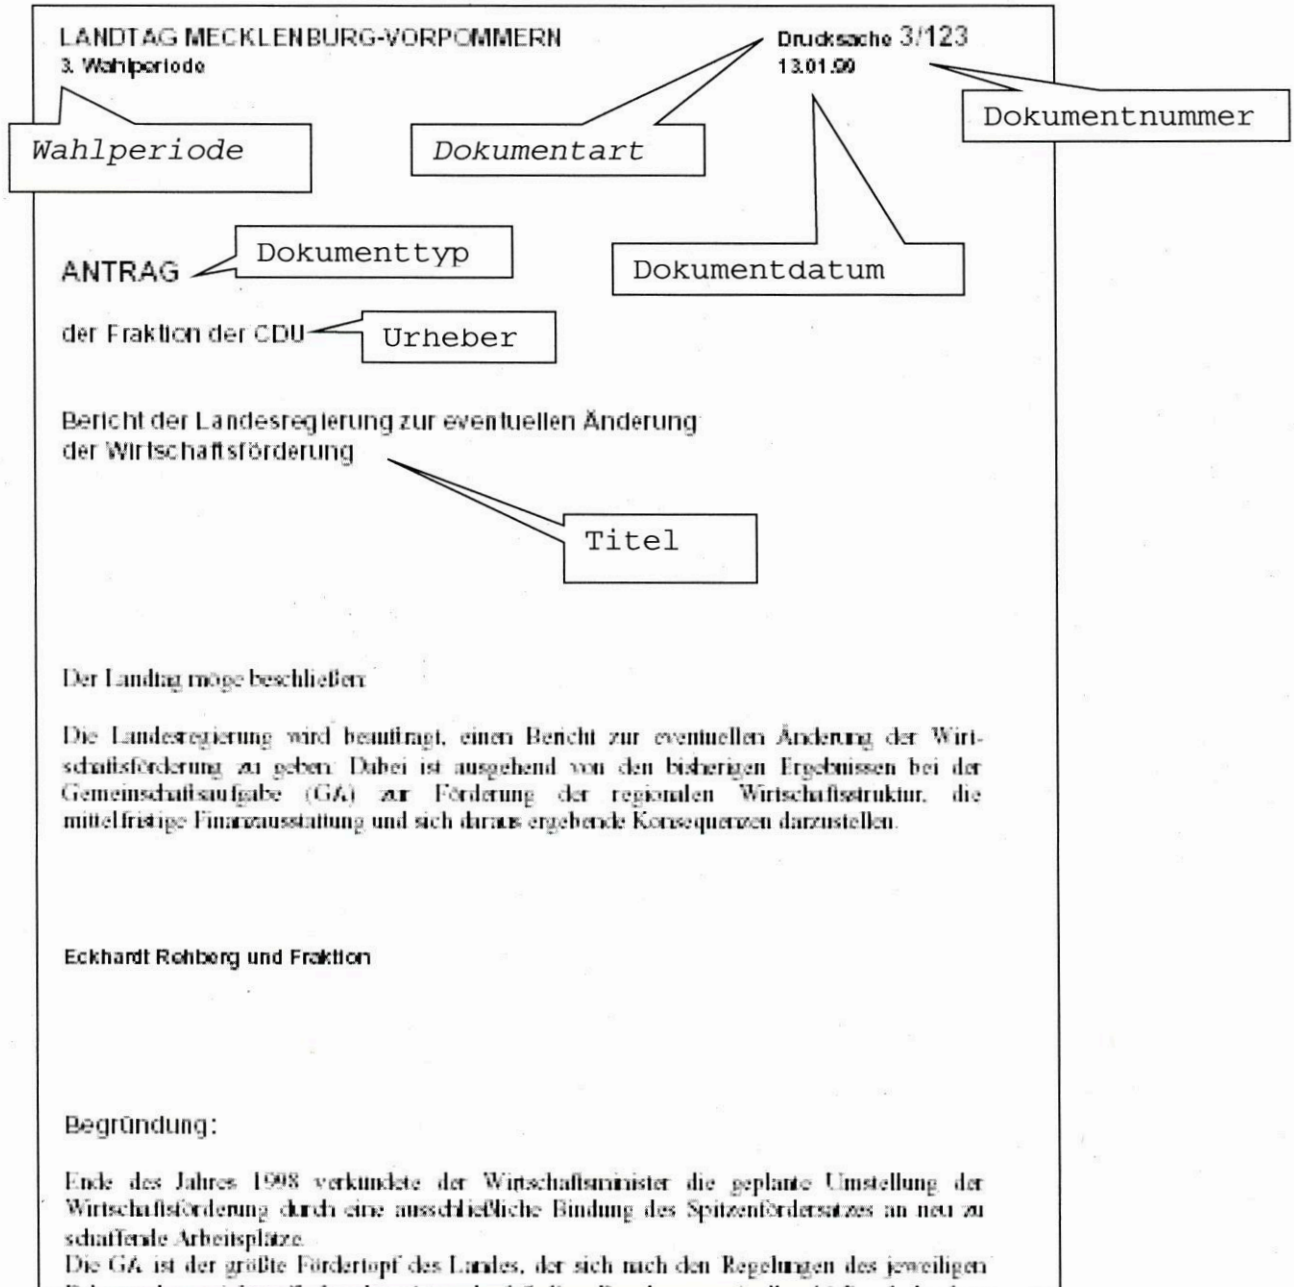 LANDTAG MECKLENBURG-VORPOMMERN
Drucksache 3/123
3. Wahlperiode
13.01.99
Dokumentnummer
Wahlperiode
Dokumentart
Dokumenttyp
ANTRAG
Dokumentdatum
der Fraktion der CDU
Urheber
Bericht der Landesregierung zur eventuellen Änderung
der Wirtschaftsförderung
Titel
Der Landtag möge beschließen:
Die Landesregierung wird beauftragt, einen Bericht zur eventuellen Änderung der Wirt-
schaftsförderung zu geben. Dabei ist ausgehend von den bisherigen Ergebnissen bei der
Gemeinschaftsaufgabe (GA) zur Förderung der regionalen Wirtschaftsstruktur, die
mittelfristige Finanzausstattung und sich daraus ergebende Konsequenzen darzustellen.
Eckhardt Rehberg und Fraktion
Begründung:
Ende des Jahres 1998 verkündete der Wirtschaftsminister die geplante Umstellung der
Wirtschaftsförderung durch eine ausschließliche Bindung des Spitzenfördersatzes an neu zu
schaffende Arbeitsplätze.
Die GA ist der größte Fördertopf des Landes, der sich nach den Regelungen des jeweiligen